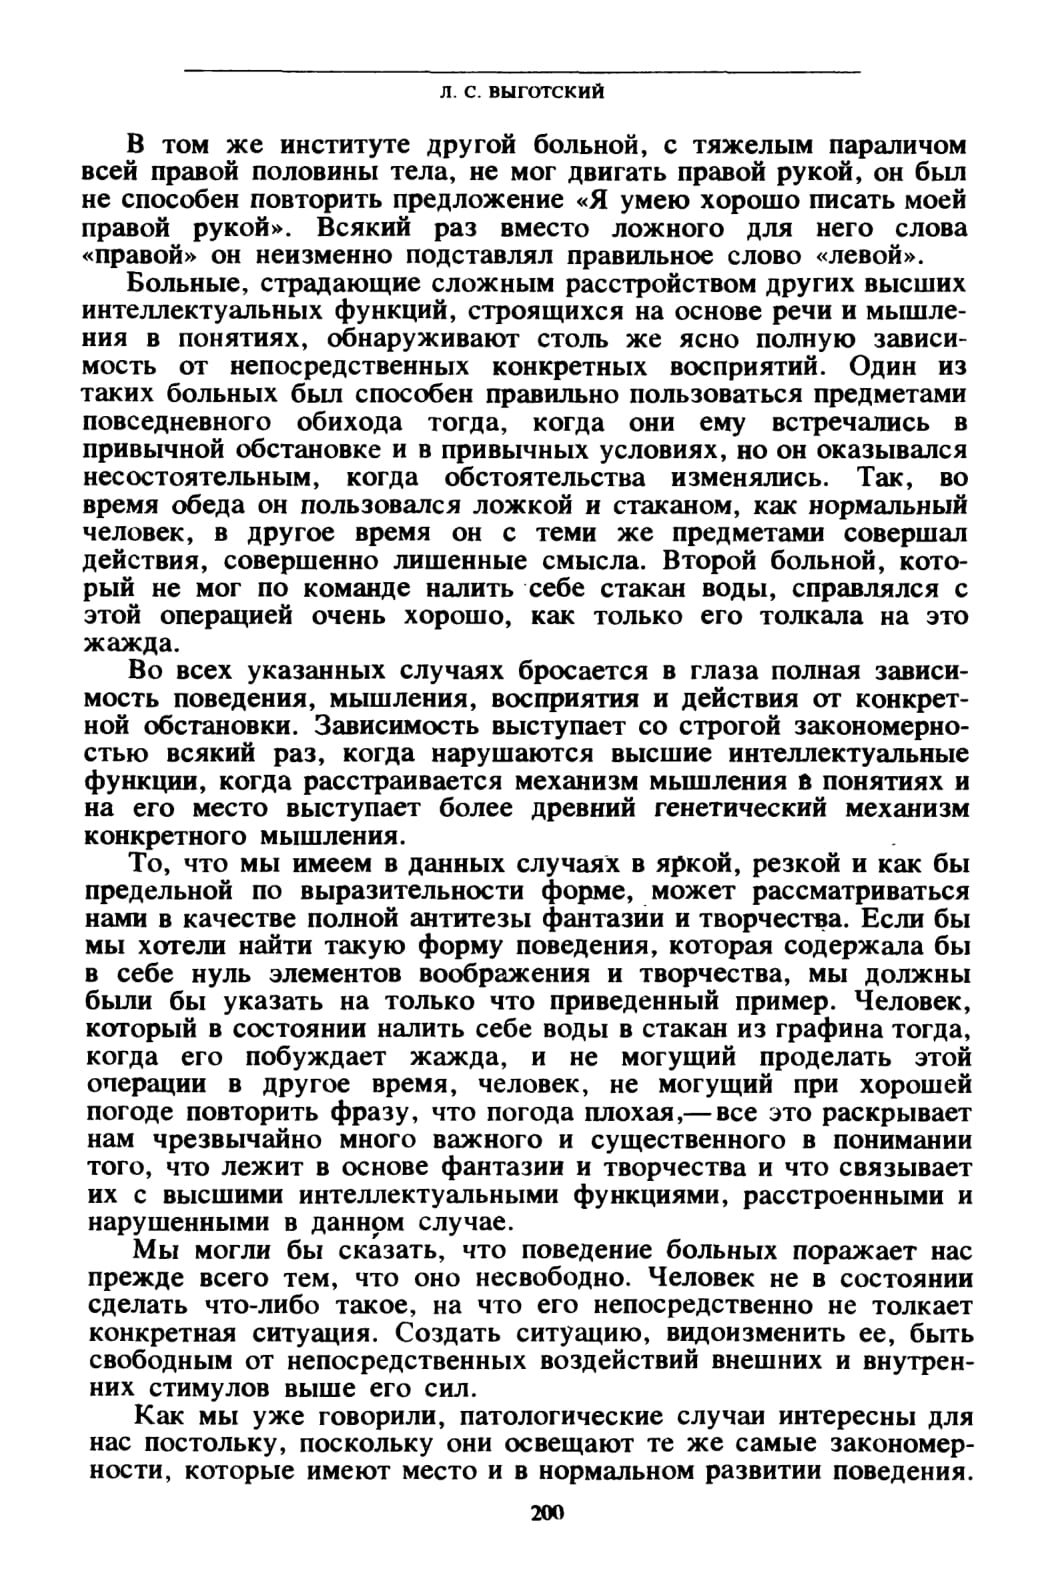 Л. С. ВЫГОТСКИЙ
В том же институте другой больной, с тяжелым параличом
всей правой половины тела, не мог двигать правой рукой, он был
не способен повторить предложение «Я умею хорошо писать моей
правой рукой». Всякий раз вместо ложного для него слова
«правой» он неизменно подставлял правильное слово «левой».
Больные, страдающие сложным расстройством других высших
интеллектуальных функций, строящихся на основе речи и мышле-
ния в понятиях, обнаруживают столь же ясно полную зависи-
мость от непосредственных конкретных восприятий. Один из
таких больных был способен правильно пользоваться предметами
повседневного обихода тогда, когда они ему встречались в
привычной обстановке и в привычных условиях, но он оказывался
несостоятельным, когда обстоятельства изменялись. Так, во
время обеда он пользовался ложкой и стаканом, как нормальный
человек, в другое время он с теми же предметами совершал
действия, совершенно лишенные смысла. Второй больной, кото-
рый не мог по команде налить себе стакан воды, справлялся с
этой операцией очень хорошо, как только его толкала на это
жажда.
Во всех указанных случаях бросается в глаза полная зависи-
мость поведения, мышления, восприятия и действия от конкрет-
ной обстановки. Зависимость выступает со строгой закономерно-
стью всякий раз, когда нарушаются высшие интеллектуальные
функции, когда расстраивается механизм мышления в понятиях и
на его место выступает более древний генетический механизм
конкретного мышления.
То, что мы имеем в данных случаях в яркой, резкой и как бы
предельной по выразительности форме, может рассматриваться
нами в качестве полной антитезы фантазии и творчества. Если бы
мы хотели найти такую форму поведения, которая содержала бы
в себе нуль элементов воображения и творчества, мы должны
были бы указать на только что приведенный пример. Человек,
который в состоянии налить себе воды в стакан из графина тогда,
когда его побуждает жажда, и не могущий проделать этой
операции в другое время, человек, не могущий при хорошей
погоде повторить фразу, что погода плохая,— все это раскрывает
нам чрезвычайно много важного и существенного в понимании
того, что лежит в основе фантазии и творчества и что связывает
их с высшими интеллектуальными функциями, расстроенными и
нарушенными в данном случае.
Мы могли бы сказать, что поведение больных поражает нас
прежде всего тем, что оно несвободно. Человек не в состоянии
сделать что-либо такое, на что его непосредственно не толкает
конкретная ситуация. Создать ситуацию, видоизменить ее, быть
свободным от непосредственных воздействий внешних и внутрен-
них стимулов выше его сил.
Как мы уже говорили, патологические случаи интересны для
нас постольку, поскольку они освещают те же самые закономер-
ности, которые имеют место и в нормальном развитии поведения.
200